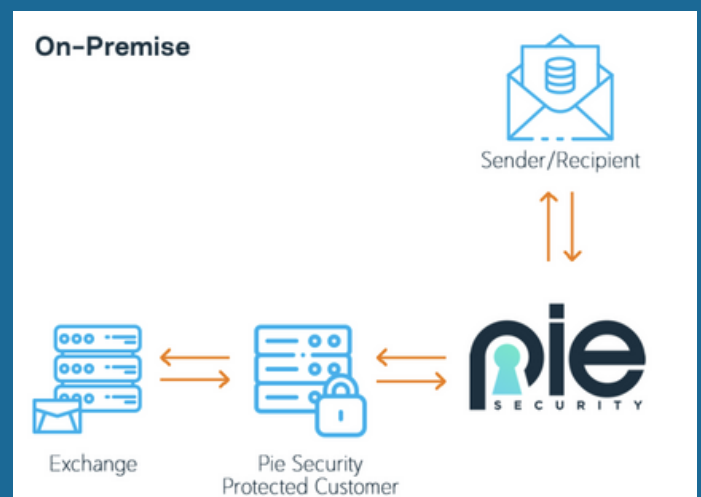 On-Premise
Sender/Recipient
pie
SECURITY
Exchange
Pie Security
Protected Customer